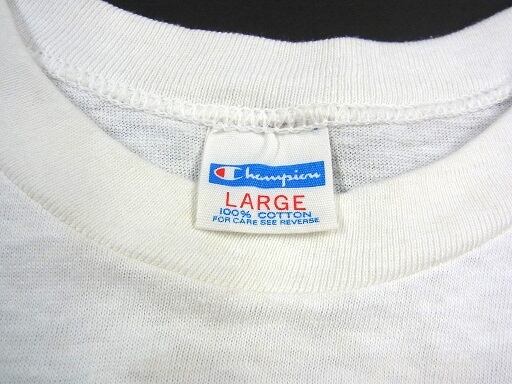 Champion
LARGE
100% COTTON
FOR CARE SEE REVERSE